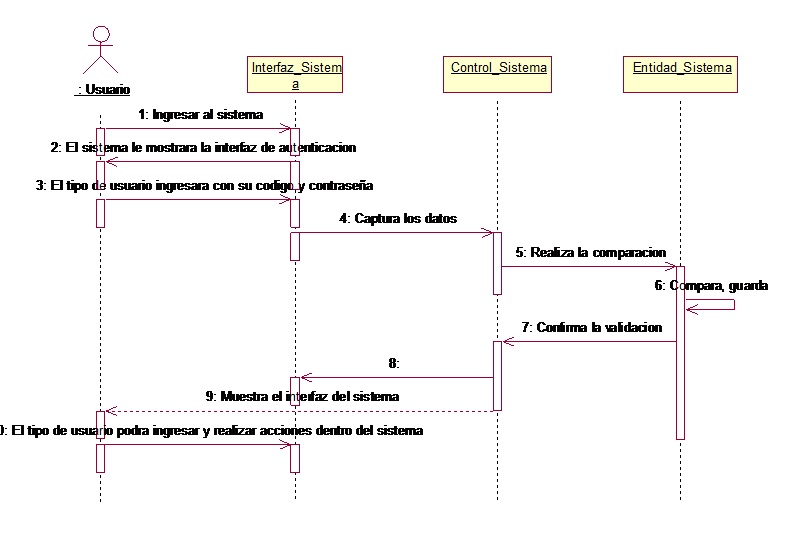 : Usuario
Interfaz_Sistem
a
Control_Sistema
Entidad_Sistema
1: Ingresar al sistema
2: El sistema le mostrara la interfaz de autenticacion
3: El tipo de usuario ingresara con su codigo y contraseña
4: Captura los datos
5: Realiza la comparacion
6: Compara, guarda
7: Confirma la validacion
8:
9: Muestra el interfaz del sistema
0: El tipo de usuario podra ingresar y realizar acciones dentro del sistema